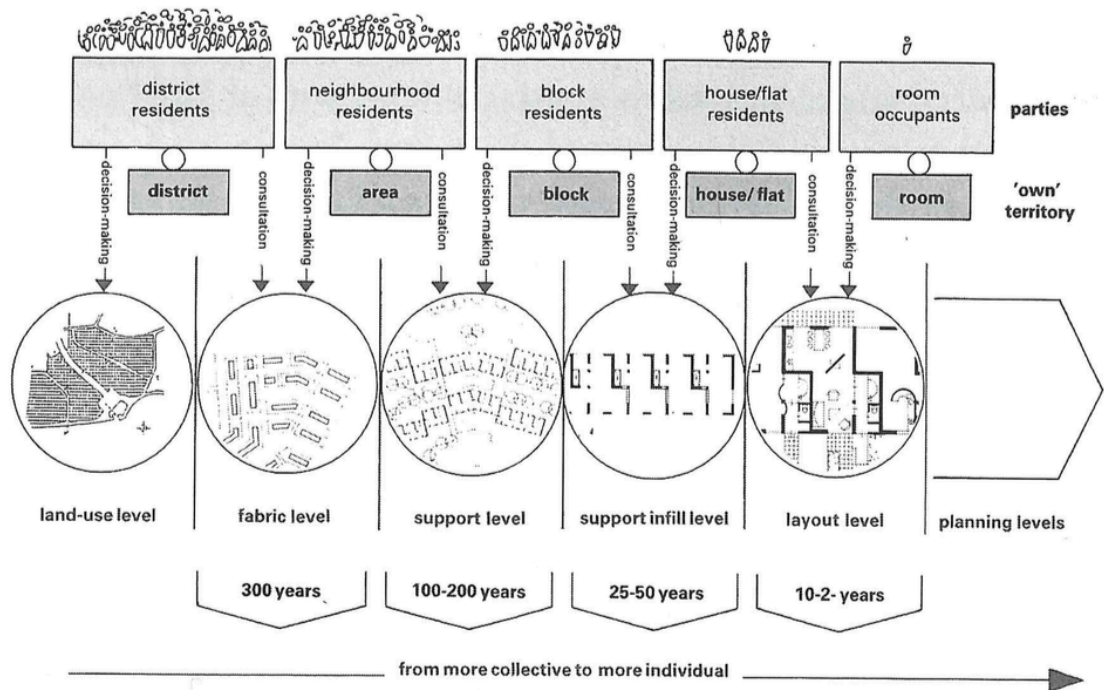 district
residents
neighbourhood
residents
block
residents
house/flat
residents
room
occupants
parties
decision-making
district
consultation
decision-making
area
consultation
decision-making
block
consultation
decision-making
house/flat
consultation
decision-making
room
'own'
territory
land-use level
fabric level
support level
support infill level
layout level
planning levels
300 years
100-200 years
25-50 years
10-2- years
from more collective to more individual